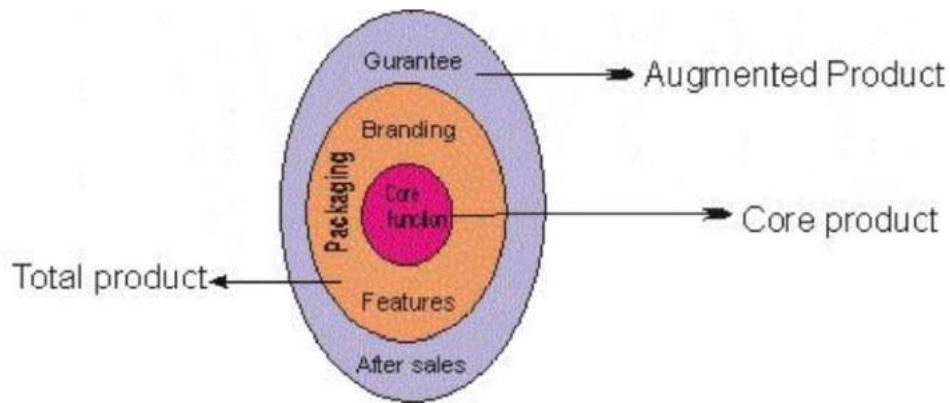 Gurantee
Augmented Product
Branding
Packaging
Core
function
Core product
Total product
Features
After sales